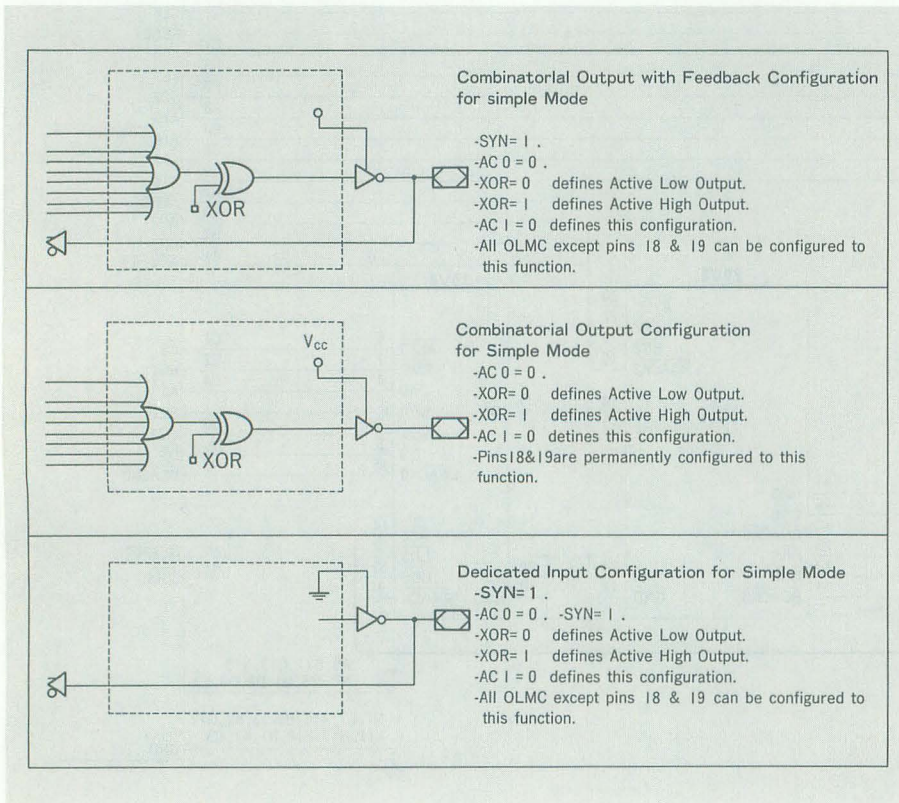 Combinatorial Output with Feedback Configuration
for simple Mode
-SYN= 1 .
-AC 0 = 0 .
-XOR= 0 defines Active Low Output.
-XOR= 1 defines Active High Output.
-AC 1 = 0 defines this configuration.
-All OLMC except pins 18 & 19 can be configured to
this function.
XOR
Combinatorial Output Configuration
for Simple Mode
-AC 0 = 0 .
-XOR= 0 defines Active Low Output.
-XOR= 1 defines Active High Output.
-AC 1 = 0 detines this configuration.
-Pins18&19are permanently configured to this
function.
Vcc
XOR
Dedicated Input Configuration for Simple Mode
-SYN= 1 .
-AC 0 = 0 . -SYN= 1 .
-XOR= 0 defines Active Low Output.
-XOR= 1 defines Active High Output.
-AC 1 = 0 defines this configuration.
-All OLMC except pins 18 & 19 can be configured to
this function.